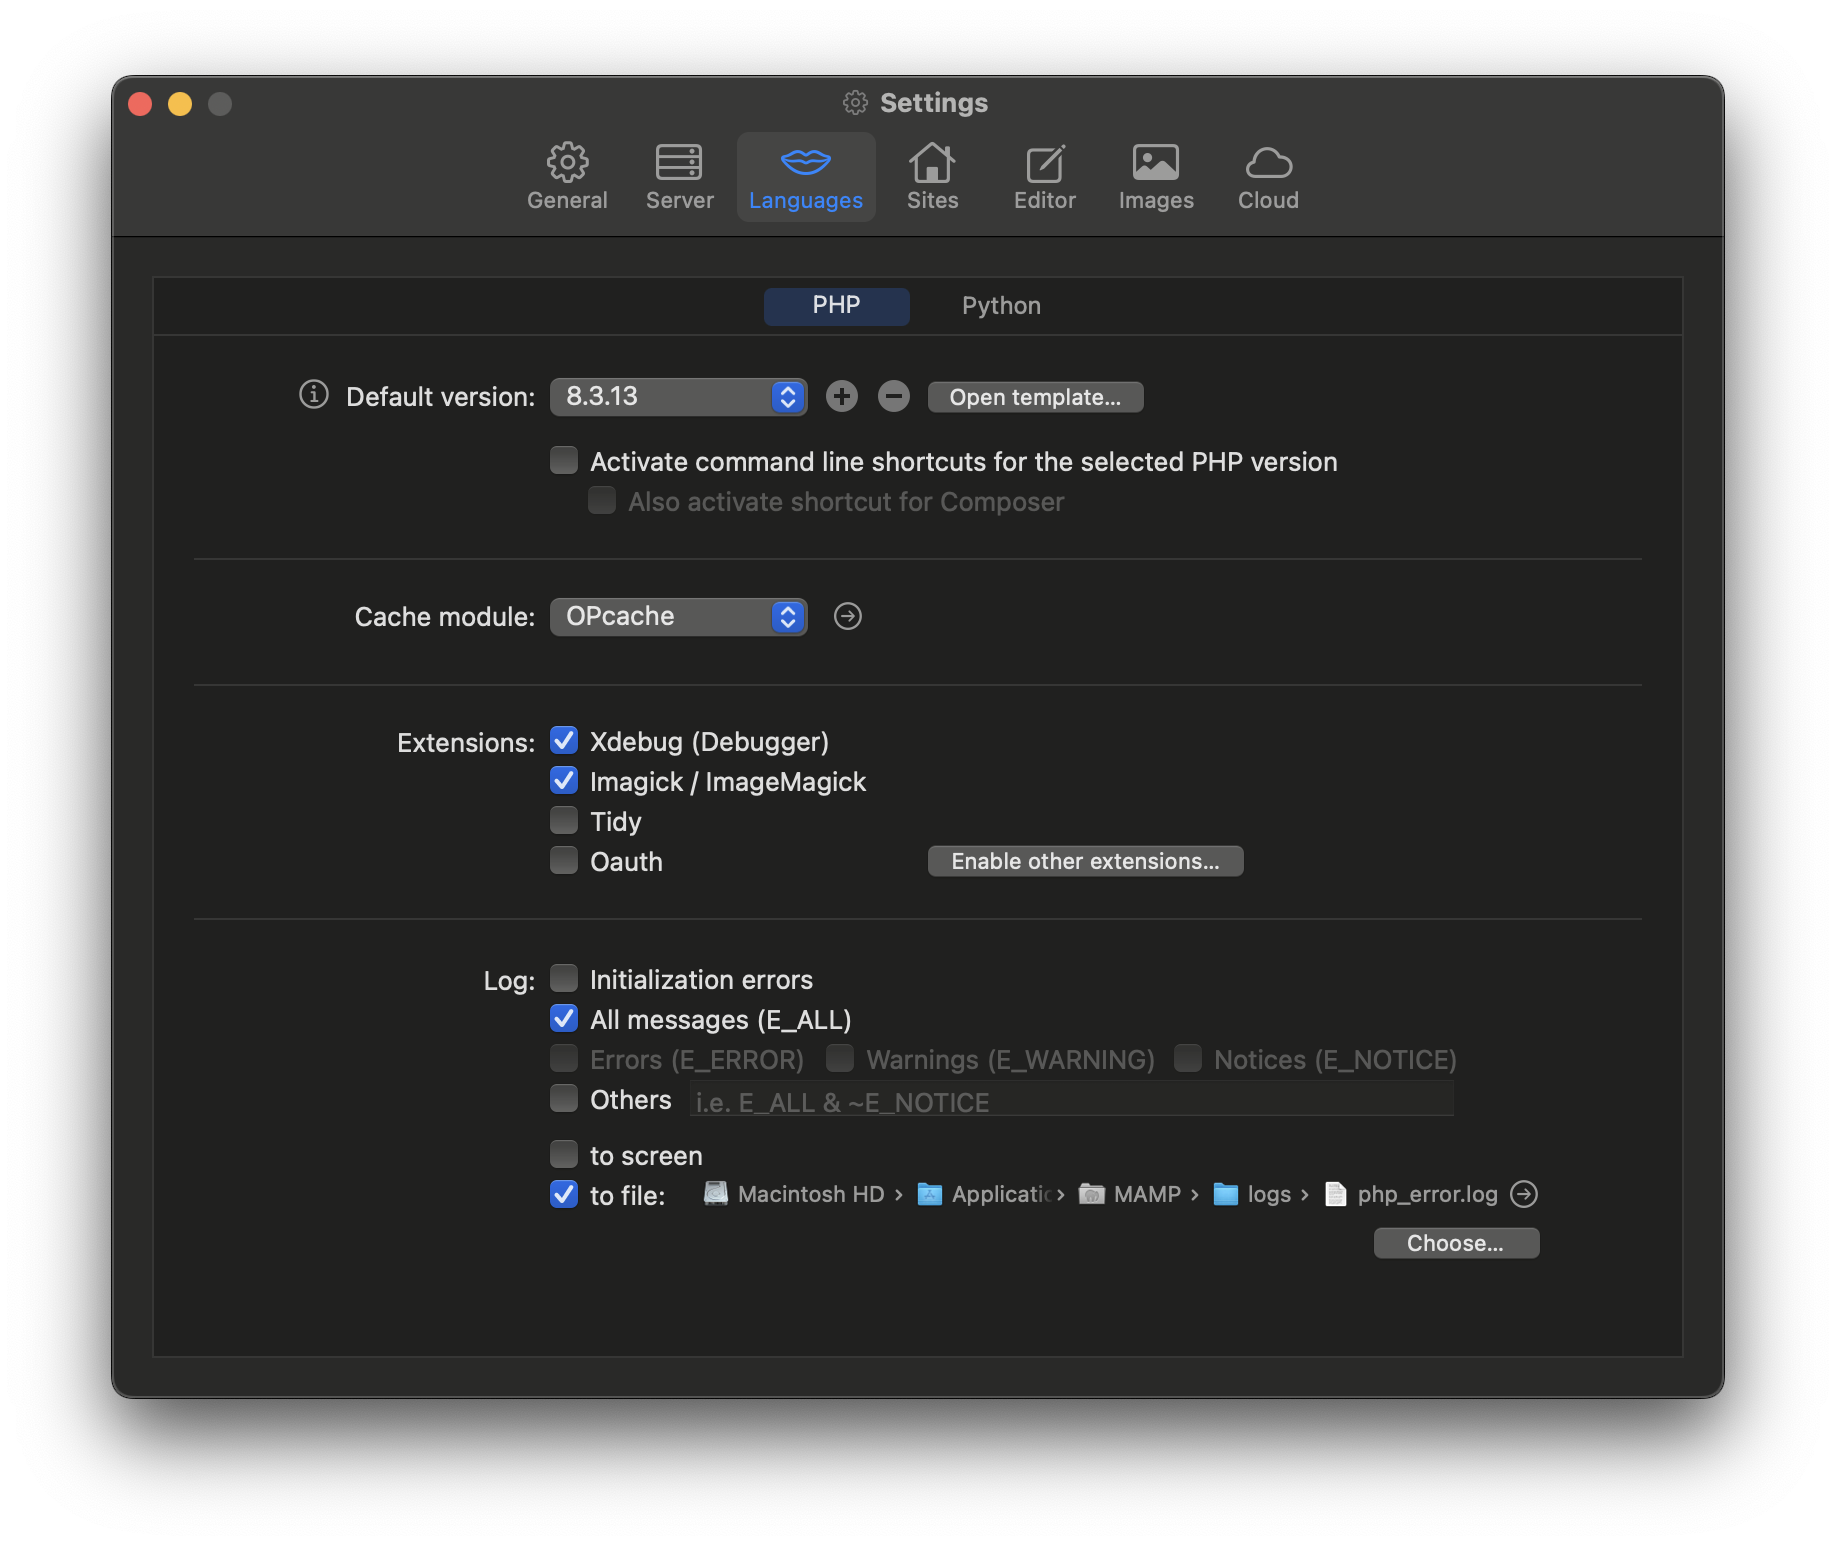 Settings
General Server Languages Sites Editor Images Cloud
PHP Python
Default version: 8.3.13 Open template...
Activate command line shortcuts for the selected PHP version
Also activate shortcut for Composer
Cache module: OPcache
Extensions: Xdebug (Debugger)
Imagick / ImageMagick
Tidy
Oauth Enable other extensions...
Log: Initialization errors
All messages (E_ALL)
Errors (E_ERROR) Warnings (E_WARNING) Notices (E_NOTICE)
Others i.e. E_ALL & ~E_NOTICE
to screen
to file: Macintosh HD › Applicatic › MAMP › logs › php_error.log
Choose...